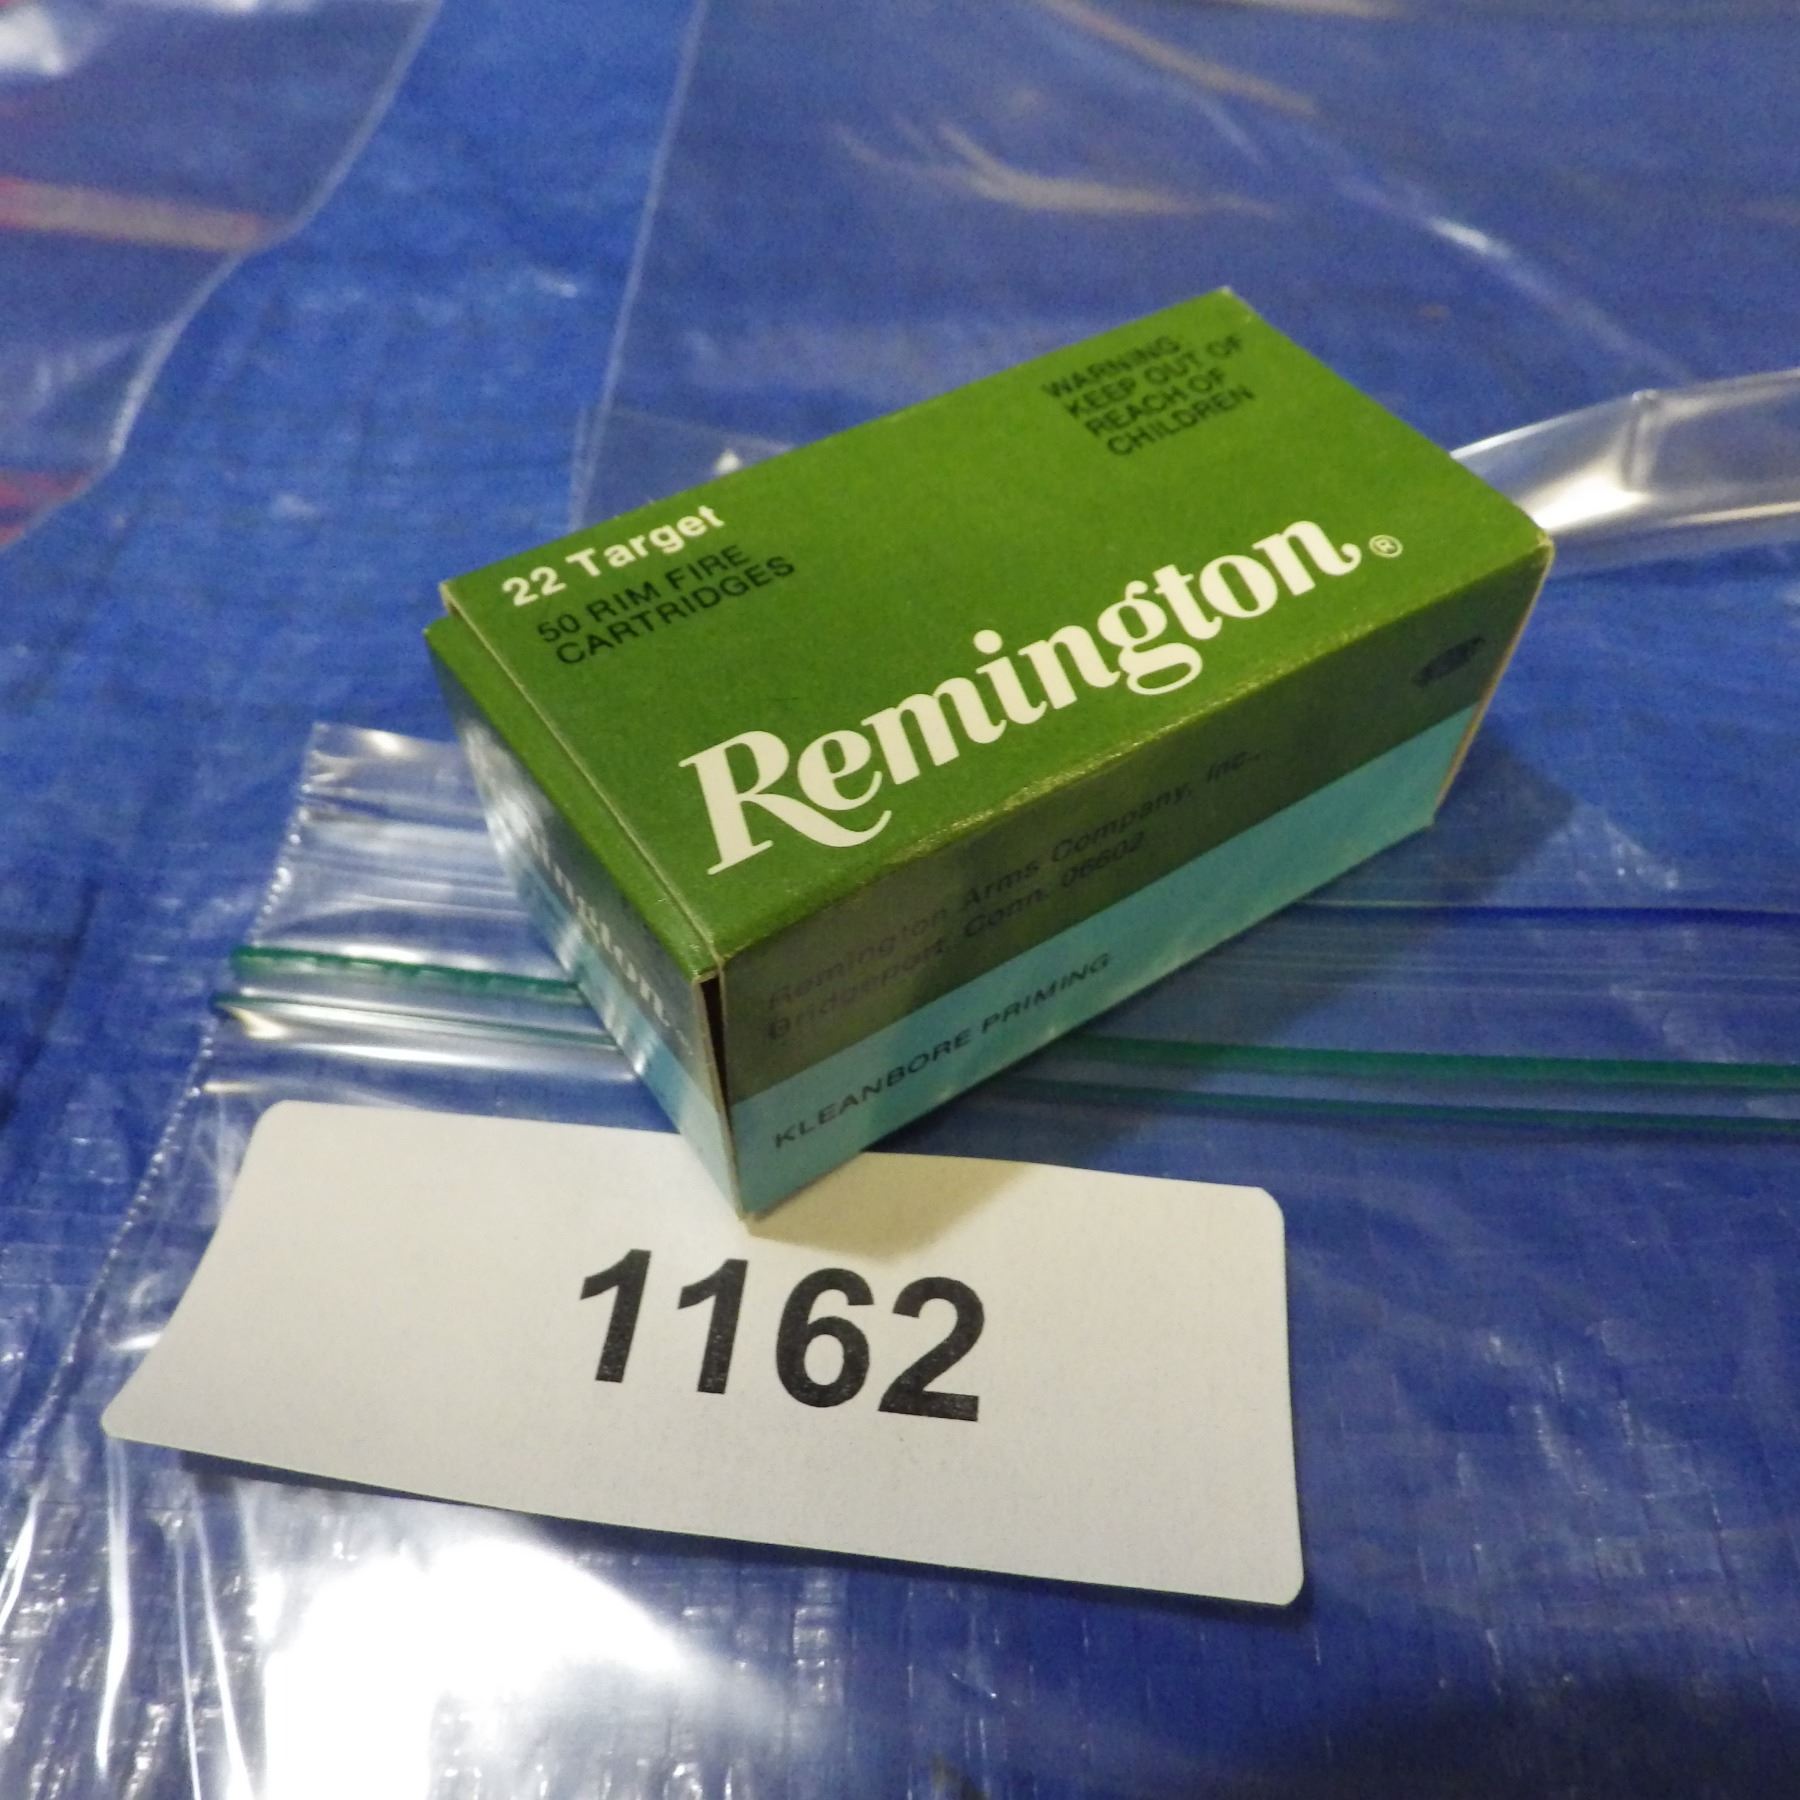 22 Target
50 RIM FIRE
CARTRIDGES
WARNING
KEEP OUT OF
REACH OF
CHILDREN
Remington®
Remington Arms Company, Inc.,
Bridgeport, Conn. 06602
KLEANBORE PRIMING
Remington
1162